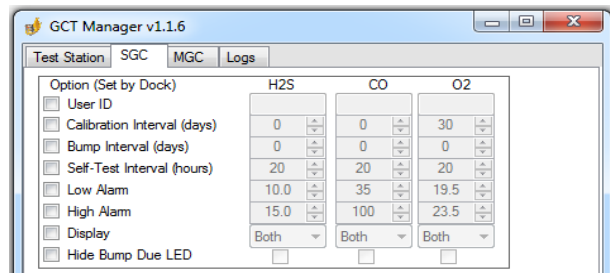 GCT Manager v1.1.6
Test Station SGC MGC Logs
Option (Set by Dock) H2S CO O2
User ID
Calibration Interval (days) 0 0 30
Bump Interval (days) 0 0 0
Self-Test Interval (hours) 20 20 20
Low Alarm 10.0 35 19.5
High Alarm 15.0 100 23.5
Display Both Both Both
Hide Bump Due LED